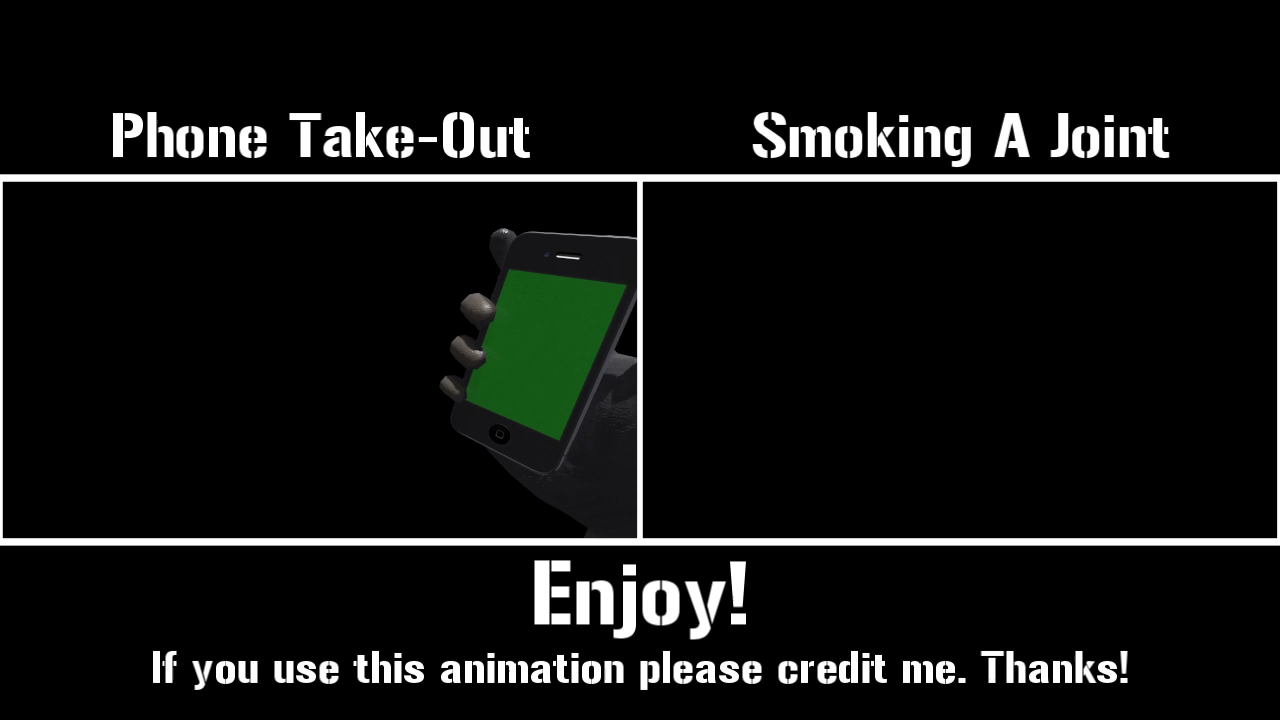 Phone Take-Out
Smoking A Joint
Enjoy!
If you use this animation please credit me. Thanks!